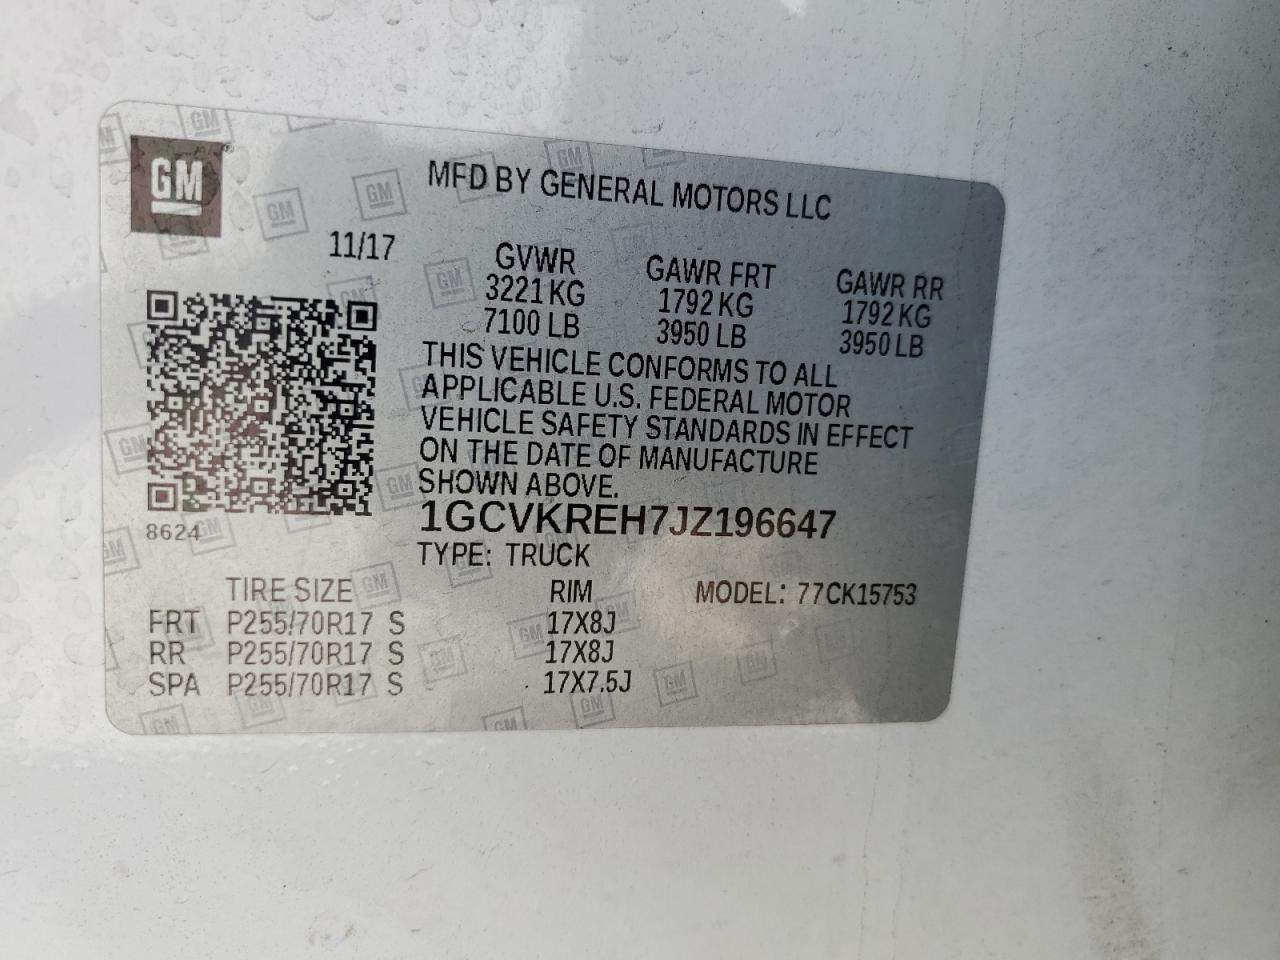 GM
MFD BY GENERAL MOTORS LLC
11/17
GVWR GAWR FRT GAWR RR
3221 KG 1792 KG 1792 KG
7100 LB 3950 LB 3950 LB
THIS VEHICLE CONFORMS TO ALL
APPLICABLE U.S. FEDERAL MOTOR
VEHICLE SAFETY STANDARDS IN EFFECT
ON THE DATE OF MANUFACTURE
SHOWN ABOVE.
1GCVKREH7JZ196647
8624
TYPE: TRUCK
TIRE SIZE RIM MODEL: 77CK15753
FRT P255/70R17 S 17X8J
RR P255/70R17 S 17X8J
SPA P255/70R17 S 17X7.5J